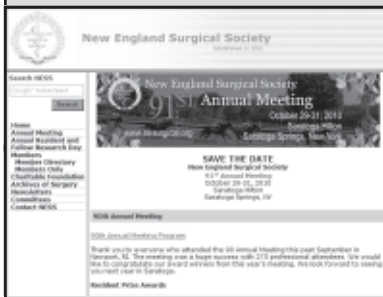 New England Surgical Society
Search NESS
Search
Home
Annual Meeting
Annual Resident and
Fellow Research Day
Members
Member Directory
Members Only
Charitable Foundation
Archives of Surgery
Newsletters
Committees
Contact NESS
New England Surgical Society
91ST Annual Meeting
October 29-31, 2010
Saratoga Hilton
Saratoga Springs, New York
SAVE THE DATE
New England Surgical Society
91st Annual Meeting
October 29-31, 2010
Saratoga Hilton
Saratoga Springs, NY
90th Annual Meeting
90th Annual Meeting Program
Thank you to everyone who attended the 90 Annual Meeting this past September in
Newport, RI. The meeting was a huge success with 275 professional attendees. We would
like to congratulate our award winners from this year's meeting. We look forward to seeing
you next year in Saratoga.
Resident Prize Awards